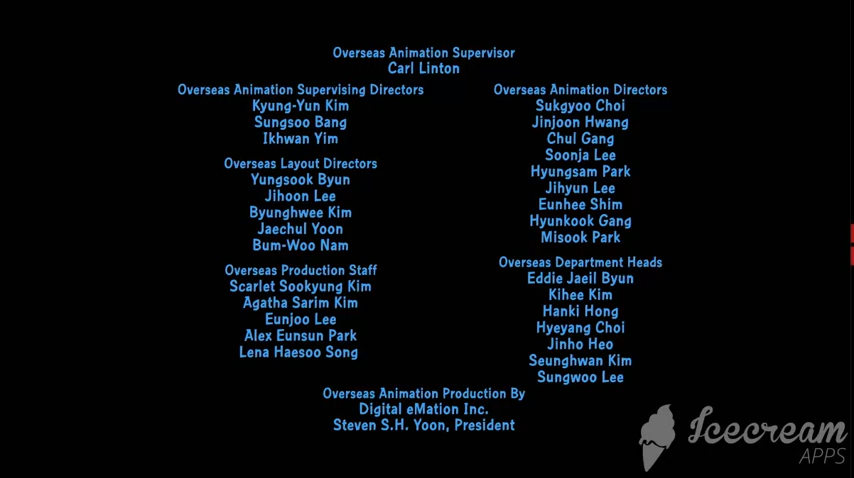 Overseas Animation Supervisor
Carl Linton
Overseas Animation Supervising Directors
Kyung-Yun Kim
Sungsoo Bang
Ikhwan Yim
Overseas Layout Directors
Yungsook Byun
Jihoon Lee
Byunghwee Kim
Jaechul Yoon
Bum-Woo Nam
Overseas Production Staff
Scarlet Sookyung Kim
Agatha Sarim Kim
Eunjoo Lee
Alex Eunsun Park
Lena Haesoo Song
Overseas Animation Directors
Sukgyoo Choi
Jinjoon Hwang
Chul Gang
Soonja Lee
Hyungsam Park
Jihyun Lee
Eunhee Shim
Hyunkook Gang
Misook Park
Overseas Department Heads
Eddie Jaeil Byun
Kihee Kim
Hanki Hong
Hyeyang Choi
Jinho Heo
Seunghwan Kim
Sungwoo Lee
Overseas Animation Production By
Digital eMation Inc.
Steven S.H. Yoon, President
Icecream
APPS